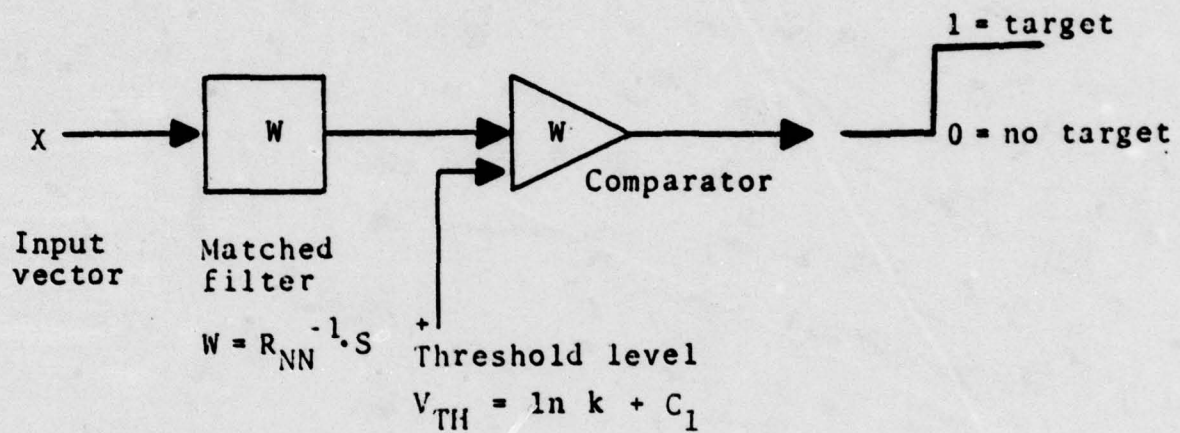 1 = target
X
W
W
0 = no target
Comparator
Input
vector
Matched
filter
W = R_NN^-1·S
+
Threshold level
V_TH = ln k + C_1